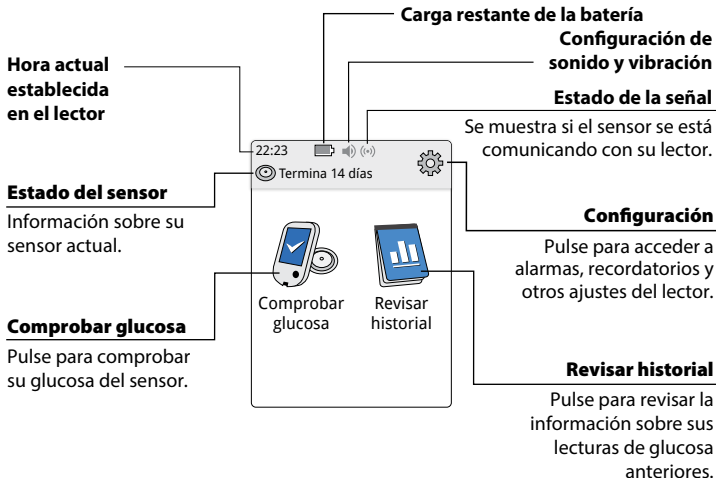 Carga restante de la batería
Configuración de
sonido y vibración
Hora actual
establecida
en el lector
Estado de la señal
Se muestra si el sensor se está
comunicando con su lector.
22:23
Termina 14 días
Estado del sensor
Información sobre su
sensor actual.
Configuración
Pulse para acceder a
alarmas, recordatorios y
otros ajustes del lector.
Comprobar
glucosa
Revisar
historial
Comprobar glucosa
Pulse para comprobar
su glucosa del sensor.
Revisar historial
Pulse para revisar la
información sobre sus
lecturas de glucosa
anteriores.